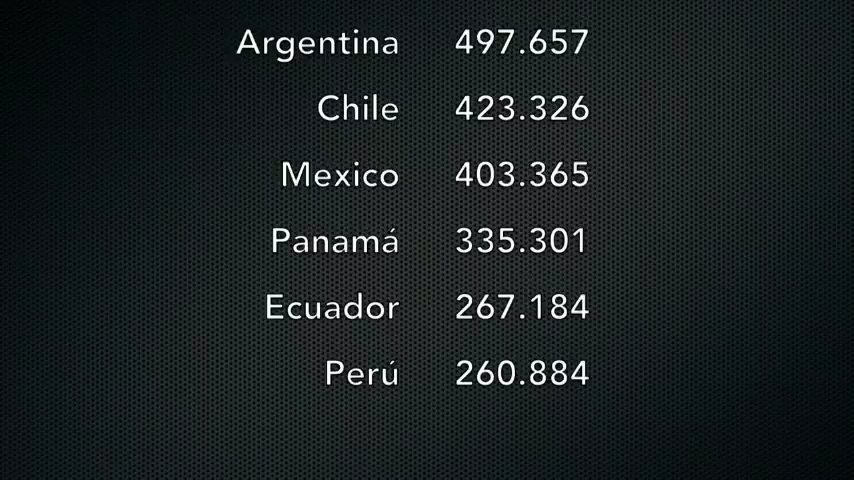 Argentina 497.657
Chile 423.326
Mexico 403.365
Panamá 335.301
Ecuador 267.184
Perú 260.884